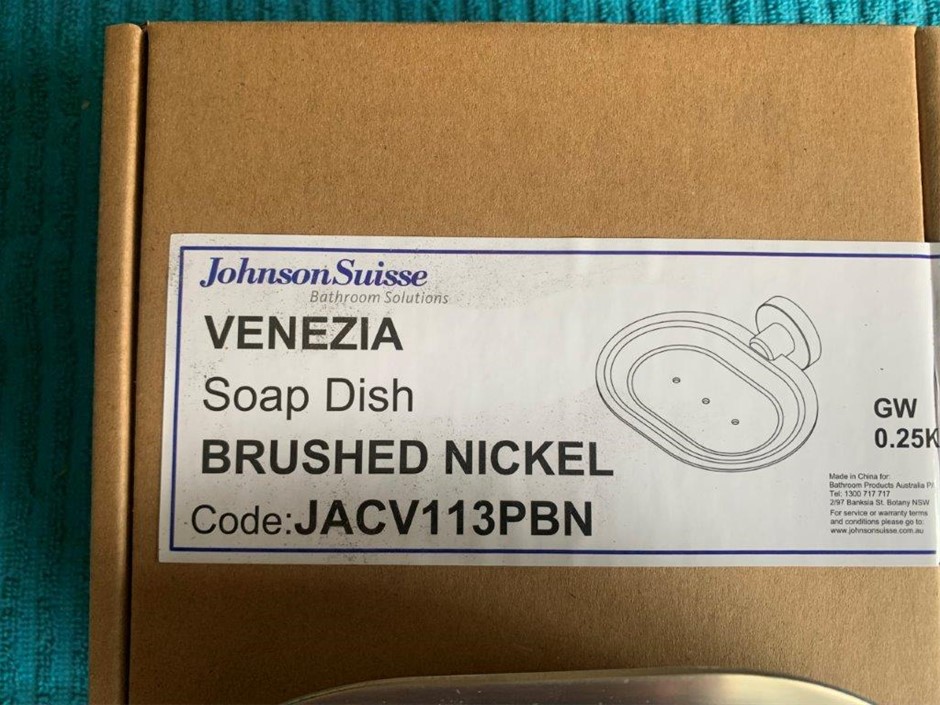 JohnsonSuisse
Bathroom Solutions
VENEZIA
Soap Dish
BRUSHED NICKEL
Code:JACV113PBN
GW
0.25K
Made in China for:
Bathroom Products Australia P
Tel: 1300 717 717
2/97 Banksia St. Botany NSW
For service or warranty terms
and conditions please go to:
www.johnsonsuisse.com.au